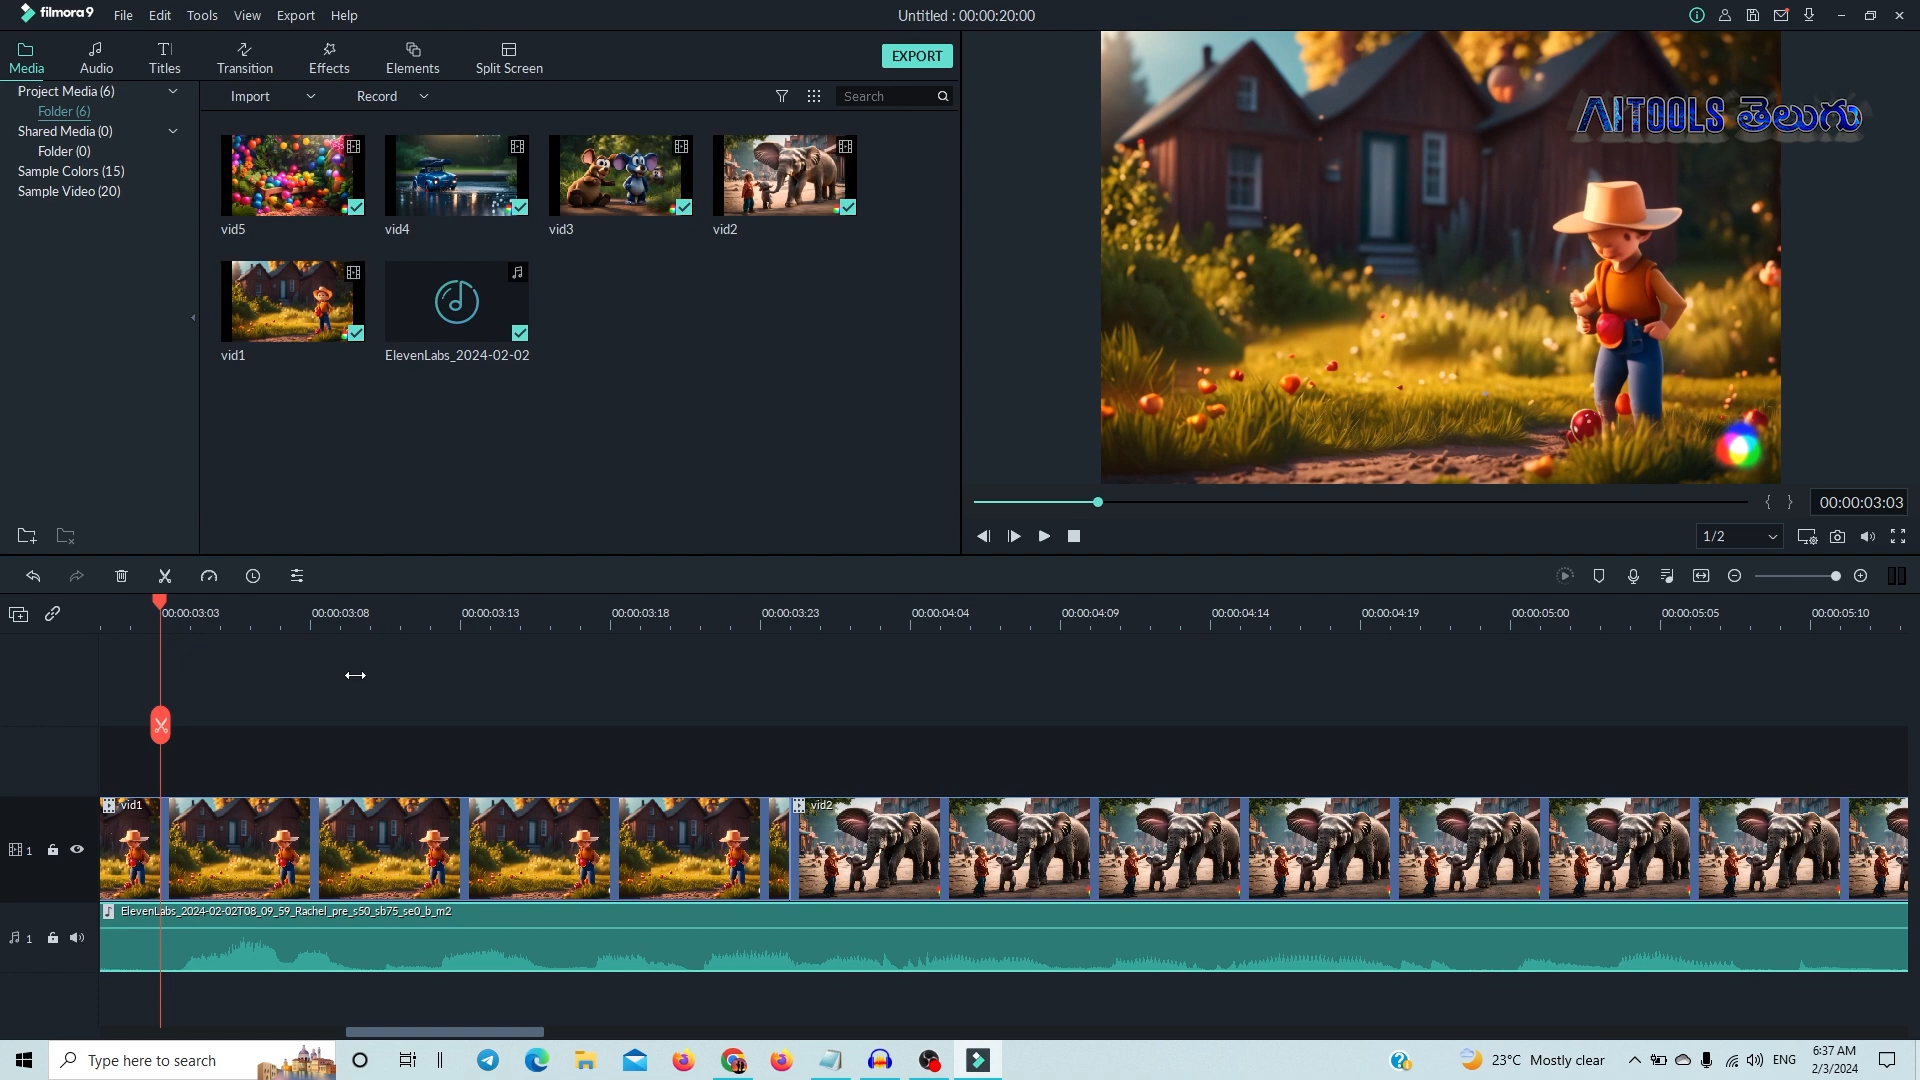 filmora9 File Edit Tools View Export Help
Untitled : 00:00:20:00
Media Audio Titles Transition Effects Elements Split Screen
EXPORT
Project Media (6)
Folder (6)
Shared Media (0)
Folder (0)
Sample Colors (15)
Sample Video (20)
Import Record Search
vid5 vid4 vid3 vid2
vid1 ElevenLabs_2024-02-02
AITOOLS తెలుగు
{ } 00:00:03:03
1/2
00:00:03:03 00:00:03:08 00:00:03:13 00:00:03:18 00:00:03:23 00:00:04:04 00:00:04:09 00:00:04:14 00:00:04:19 00:00:05:00 00:00:05:05 00:00:05:10
vid1 vid2
1
ElevenLabs_2024-02-02T08_09_59_Rachel_pre_s50_sb75_se0_b_m2
1
Type here to search
23°C Mostly clear
ENG
6:37 AM
2/3/2024